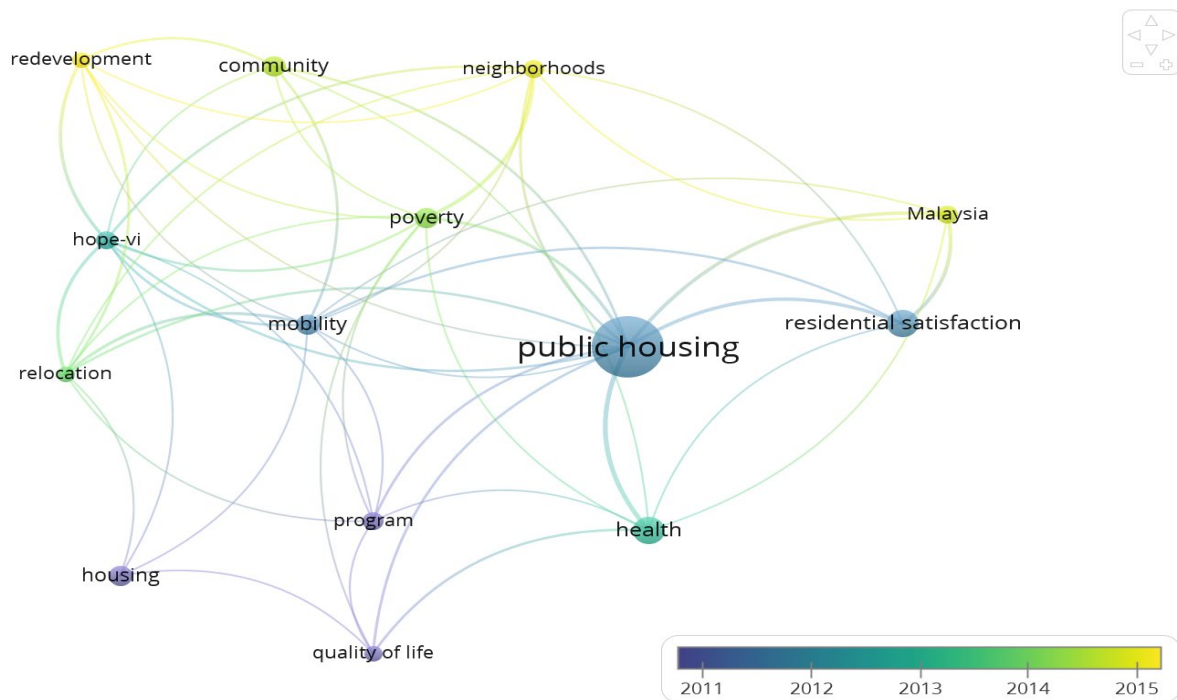 redevelopment
community
neighborhoods
poverty
Malaysia
hope-vi
mobility
residential satisfaction
public housing
relocation
program
health
housing
quality of life
2011 2012 2013 2014 2015